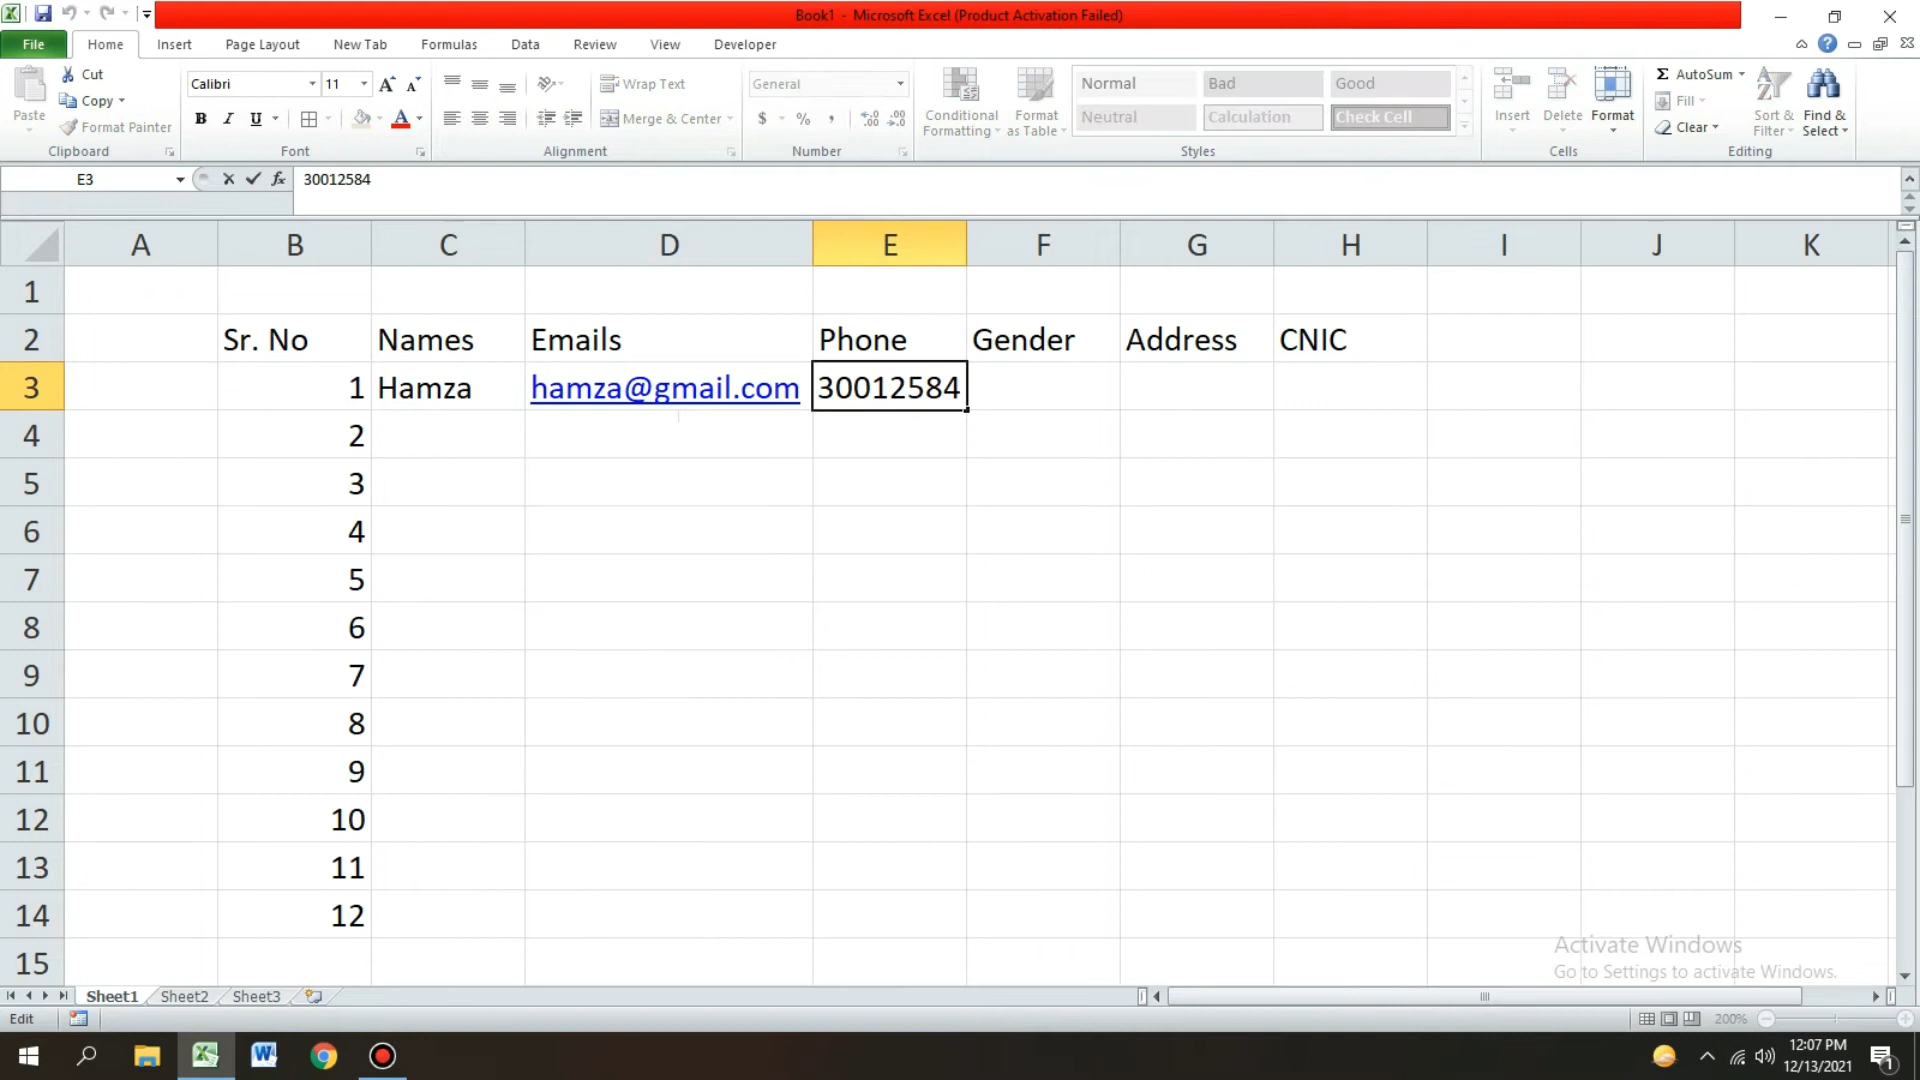 Book1 - Microsoft Excel (Product Activation Failed)
File Home Insert Page Layout New Tab Formulas Data Review View Developer
Paste
Cut
Copy
Format Painter
Clipboard
Calibri 11
B I U
Font
Wrap Text
Merge & Center
Alignment
General
$ % ,
Number
Conditional Formatting
Format as Table
Normal Bad Good
Neutral Calculation Check Cell
Styles
Insert Delete Format
Cells
Σ AutoSum
Fill
Clear
Sort & Filter
Find & Select
Editing
E3 fx 30012584
A B C D E F G H I J K
1
2 Sr. No Names Emails Phone Gender Address CNIC
3 1 Hamza hamza@gmail.com 30012584
4 2
5 3
6 4
7 5
8 6
9 7
10 8
11 9
12 10
13 11
14 12
15
Activate Windows
Go to Settings to activate Windows.
Sheet1 Sheet2 Sheet3
Edit 200%
12:07 PM
12/13/2021
1